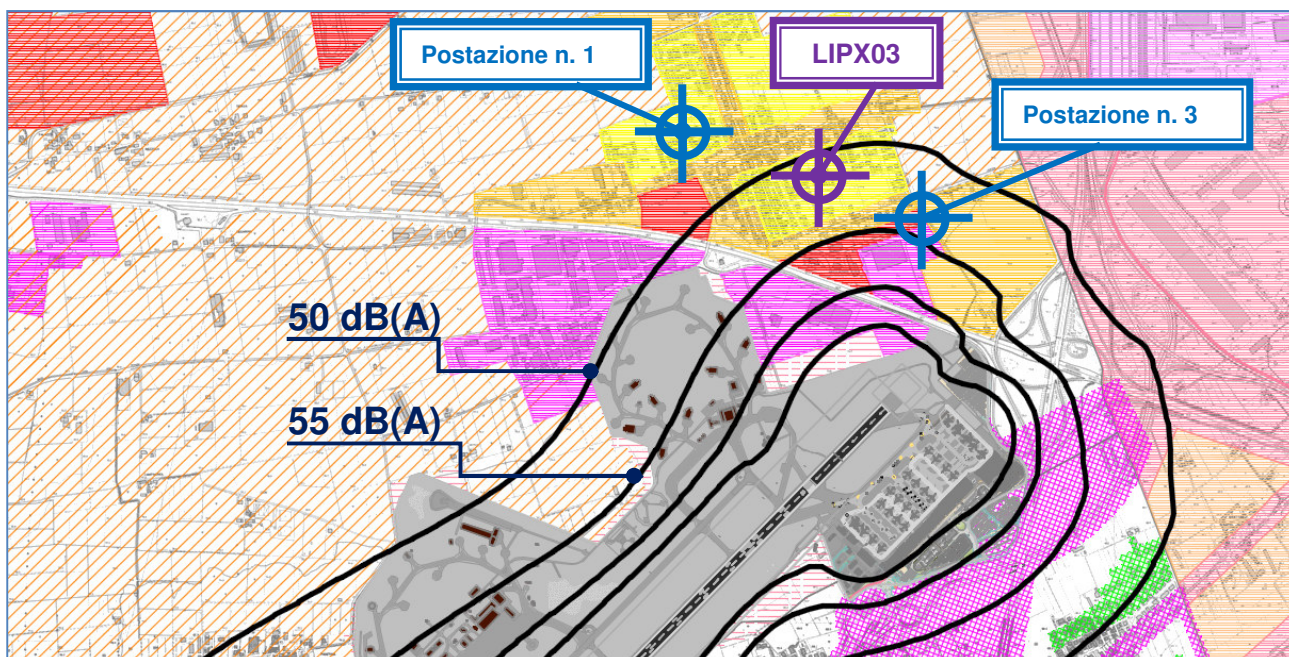 Postazione n. 1
LIPX03
Postazione n. 3
50 dB(A)
55 dB(A)